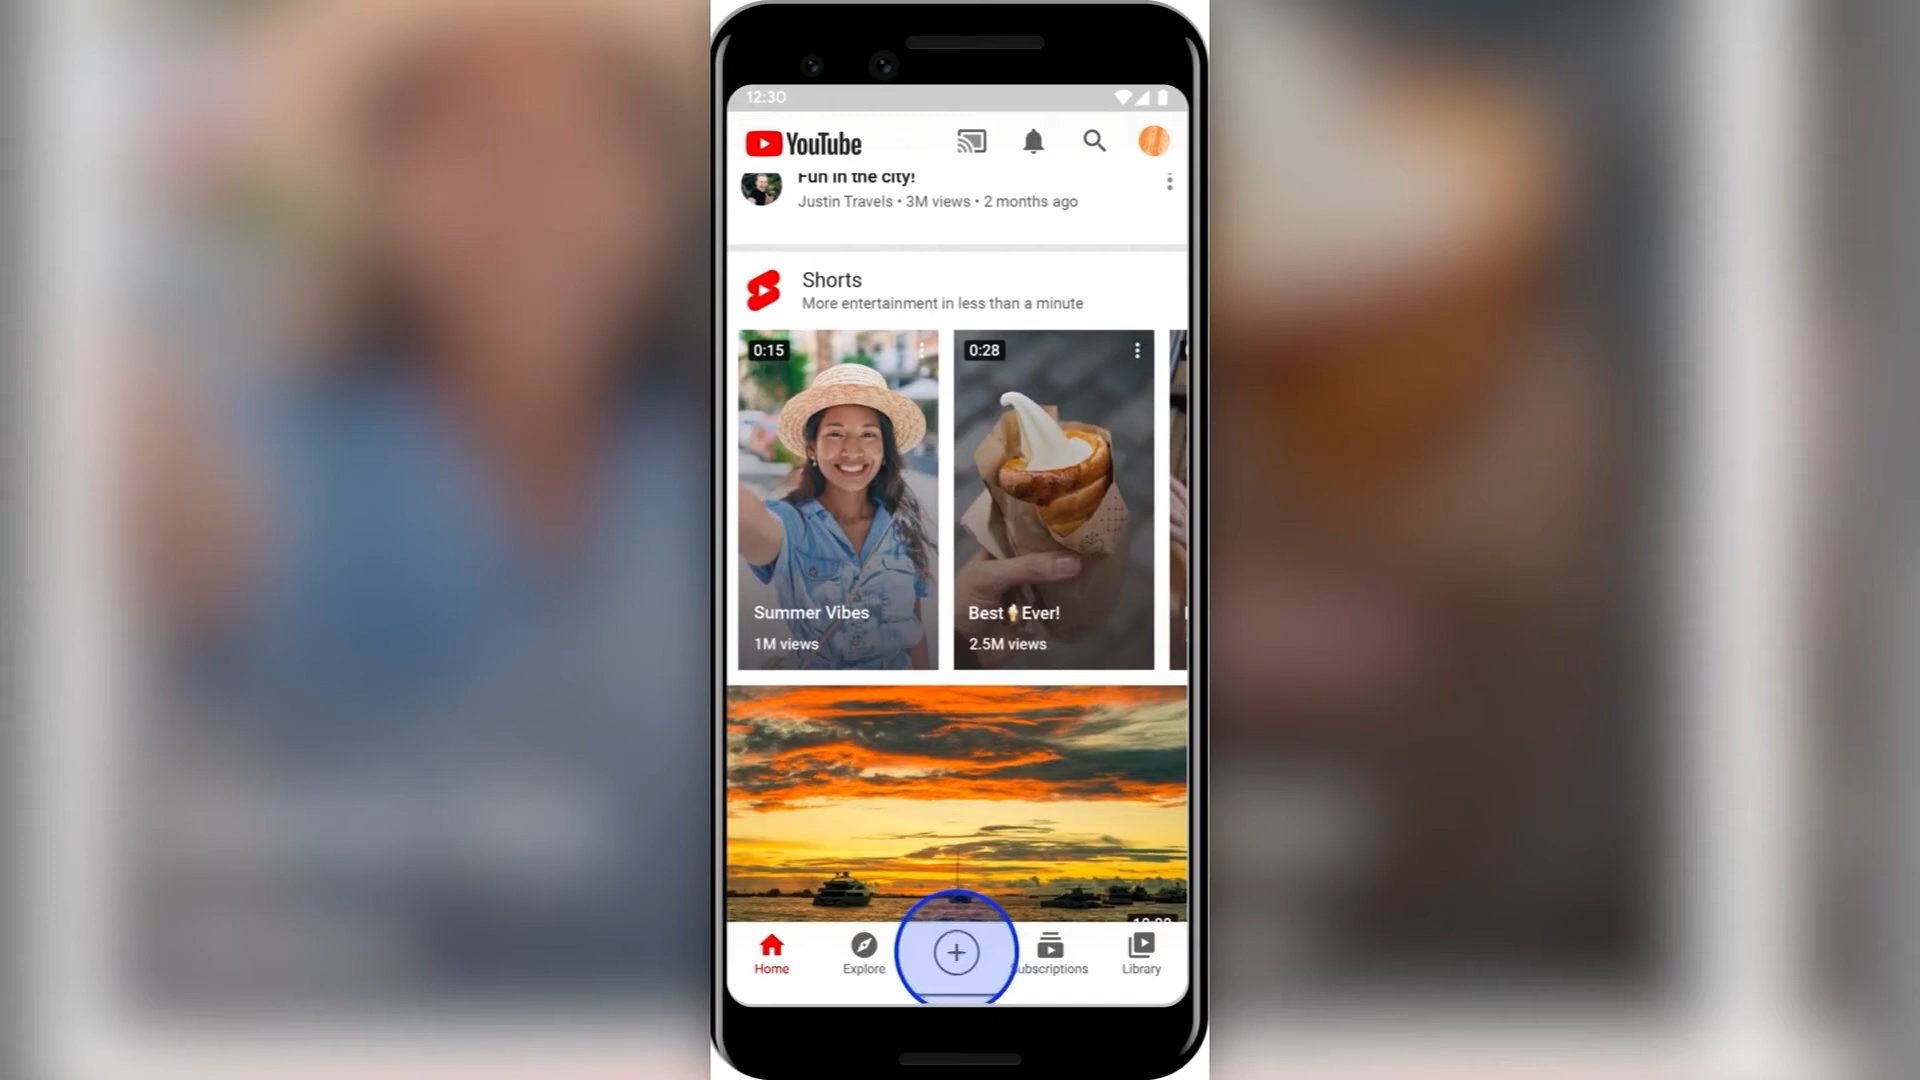 12:30
YouTube
Fun in the city!
Justin Travels • 3M views • 2 months ago
Shorts
More entertainment in less than a minute
0:15
0:28
Summer Vibes
1M views
Best🍦Ever!
2.5M views
Home
Explore
Subscriptions
Library